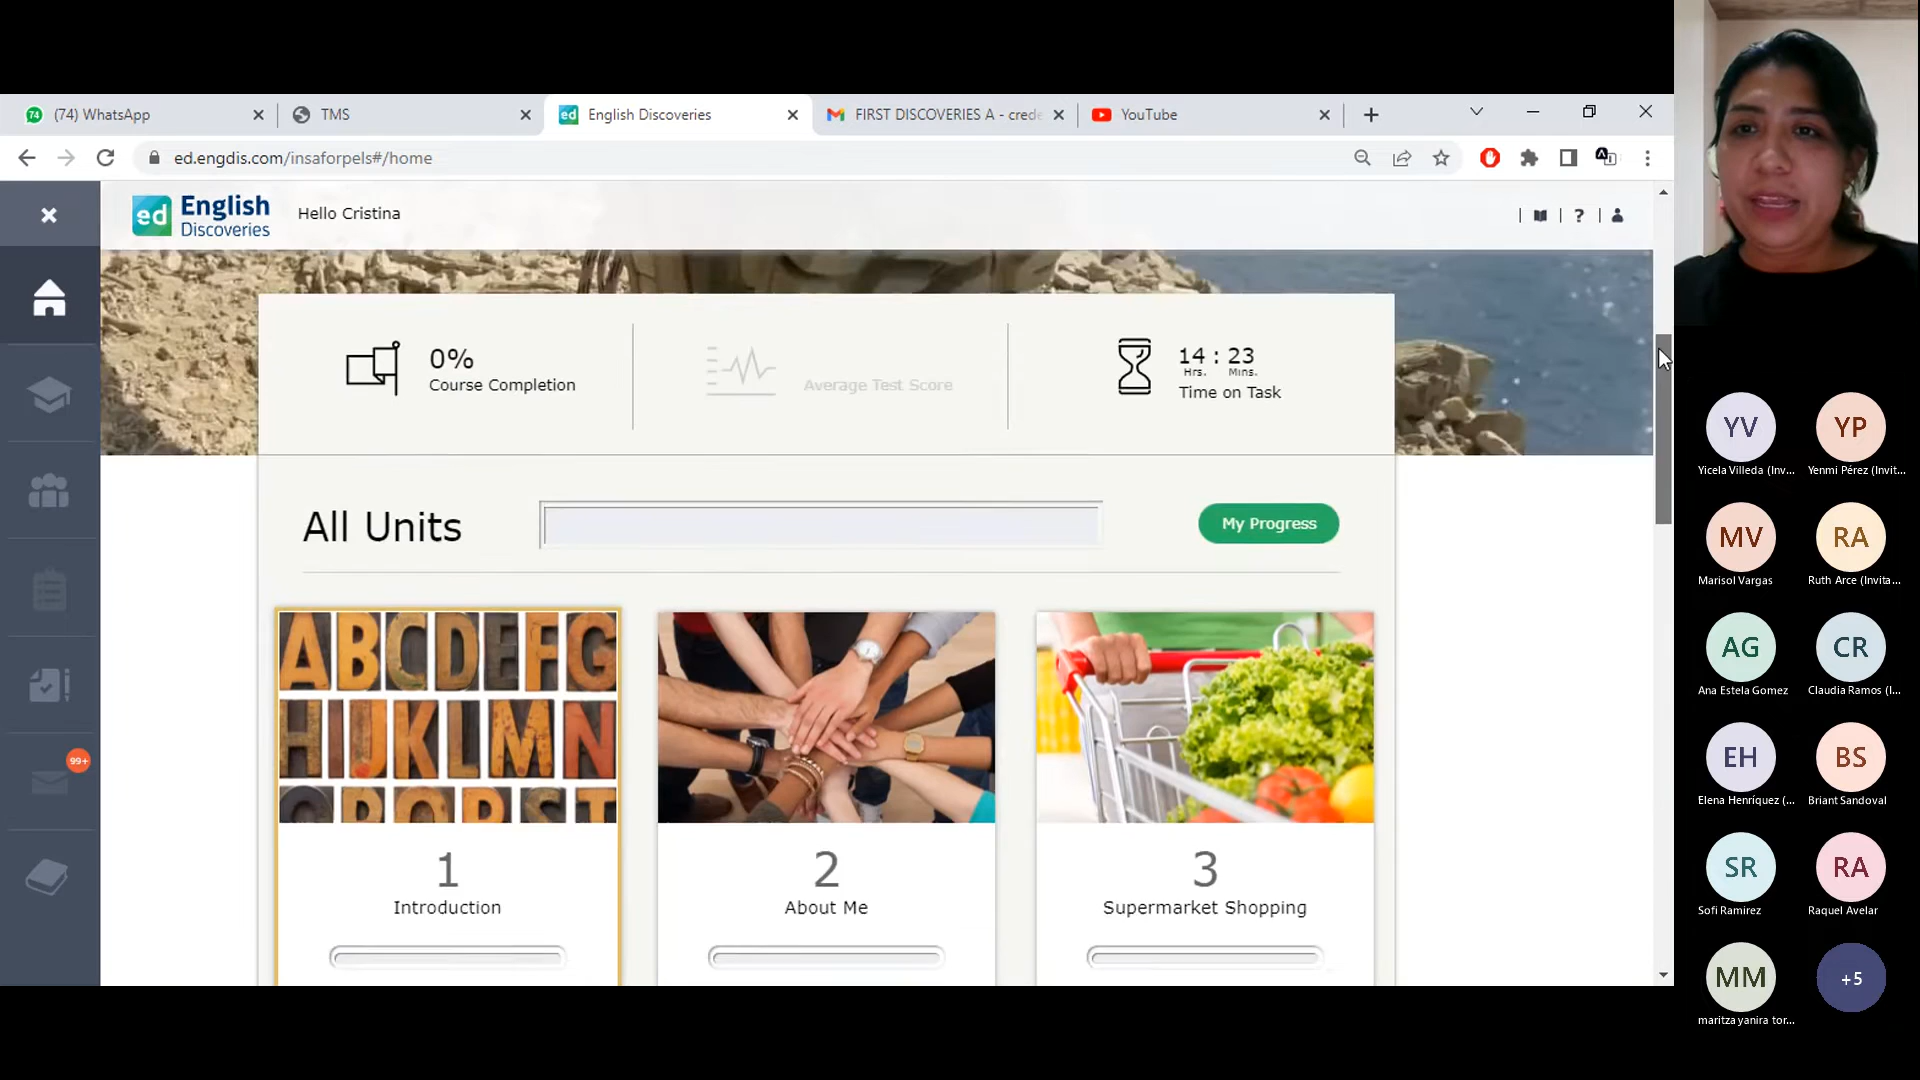 (74) WhatsApp
TMS
English Discoveries
FIRST DISCOVERIES A - crede
YouTube
ed.engdis.com/insaforpels#/home
ed English
Discoveries
Hello Cristina
?
0%
Course Completion
Average Test Score
14 : 23
Hrs. Mins.
Time on Task
All Units
My Progress
ABCDEFG
HIJKLMN
OPQRST
1
Introduction
2
About Me
3
Supermarket Shopping
99+
YV
Yicela Villeda (Inv...
YP
Yenmi Pérez (Invit...
MV
Marisol Vargas
RA
Ruth Arce (Invita...
AG
Ana Estela Gomez
CR
Claudia Ramos (I...
EH
Elena Henríquez (...
BS
Briant Sandoval
SR
Sofi Ramirez
RA
Raquel Avelar
MM
maritza yanira tor...
+5